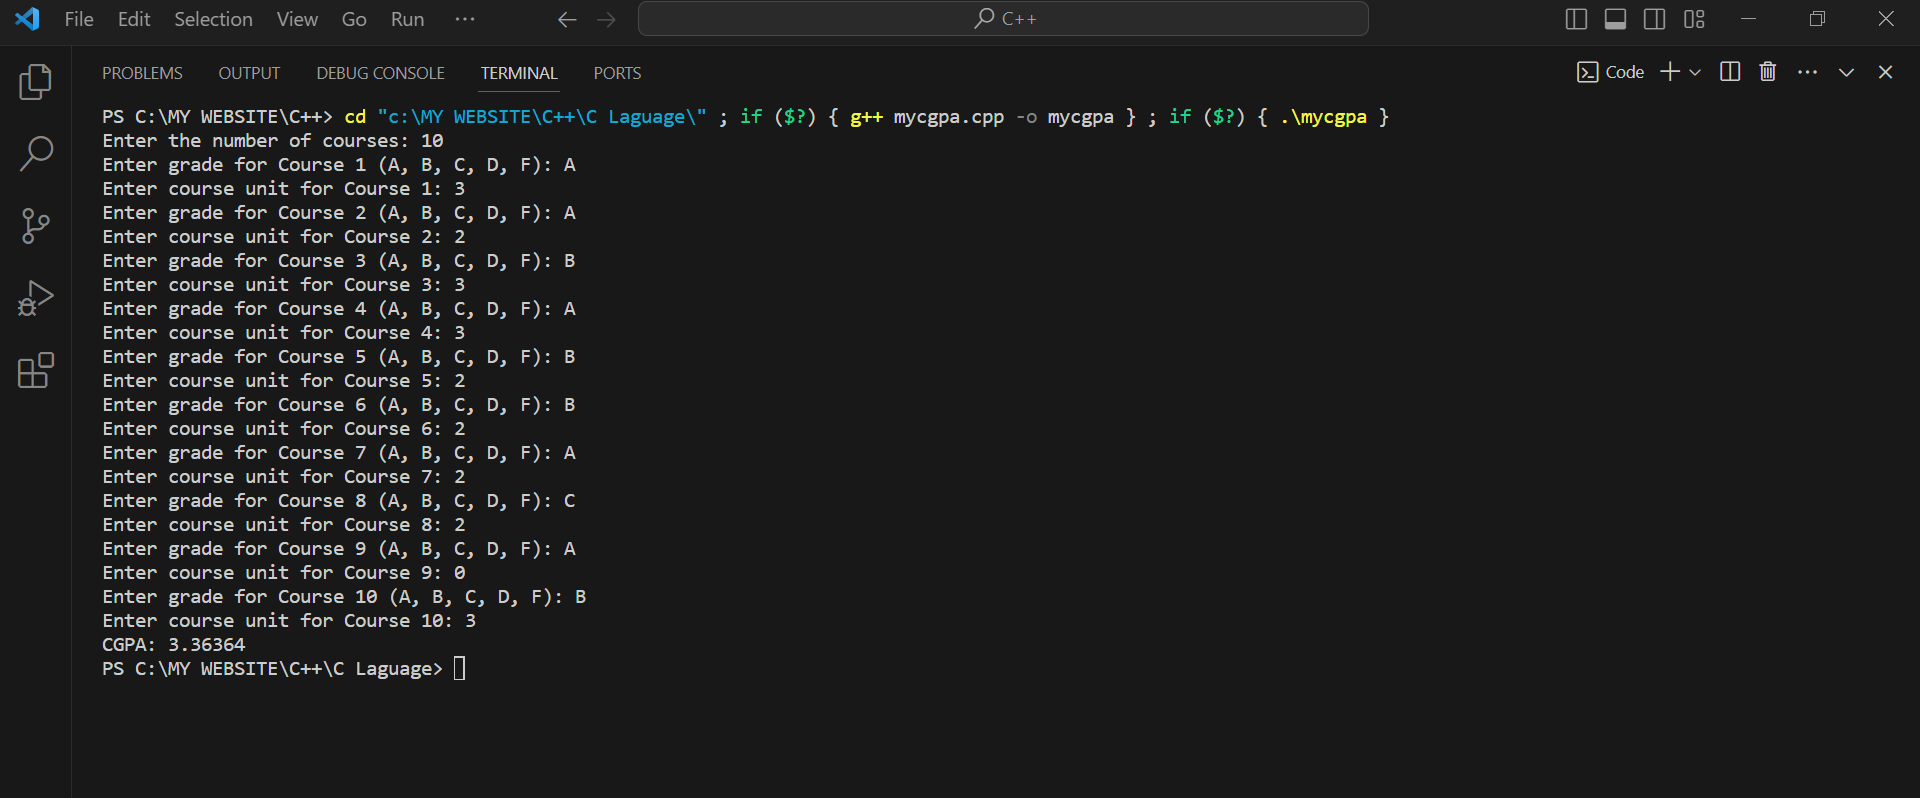 File Edit Selection View Go Run ··· C++
PROBLEMS OUTPUT DEBUG CONSOLE TERMINAL PORTS Code
PS C:\MY WEBSITE\C++> cd "c:\MY WEBSITE\C++\C Laguage\" ; if ($?) { g++ mycgpa.cpp -o mycgpa } ; if ($?) { .\mycgpa }
Enter the number of courses: 10
Enter grade for Course 1 (A, B, C, D, F): A
Enter course unit for Course 1: 3
Enter grade for Course 2 (A, B, C, D, F): A
Enter course unit for Course 2: 2
Enter grade for Course 3 (A, B, C, D, F): B
Enter course unit for Course 3: 3
Enter grade for Course 4 (A, B, C, D, F): A
Enter course unit for Course 4: 3
Enter grade for Course 5 (A, B, C, D, F): B
Enter course unit for Course 5: 2
Enter grade for Course 6 (A, B, C, D, F): B
Enter course unit for Course 6: 2
Enter grade for Course 7 (A, B, C, D, F): A
Enter course unit for Course 7: 2
Enter grade for Course 8 (A, B, C, D, F): C
Enter course unit for Course 8: 2
Enter grade for Course 9 (A, B, C, D, F): A
Enter course unit for Course 9: 0
Enter grade for Course 10 (A, B, C, D, F): B
Enter course unit for Course 10: 3
CGPA: 3.36364
PS C:\MY WEBSITE\C++\C Laguage>